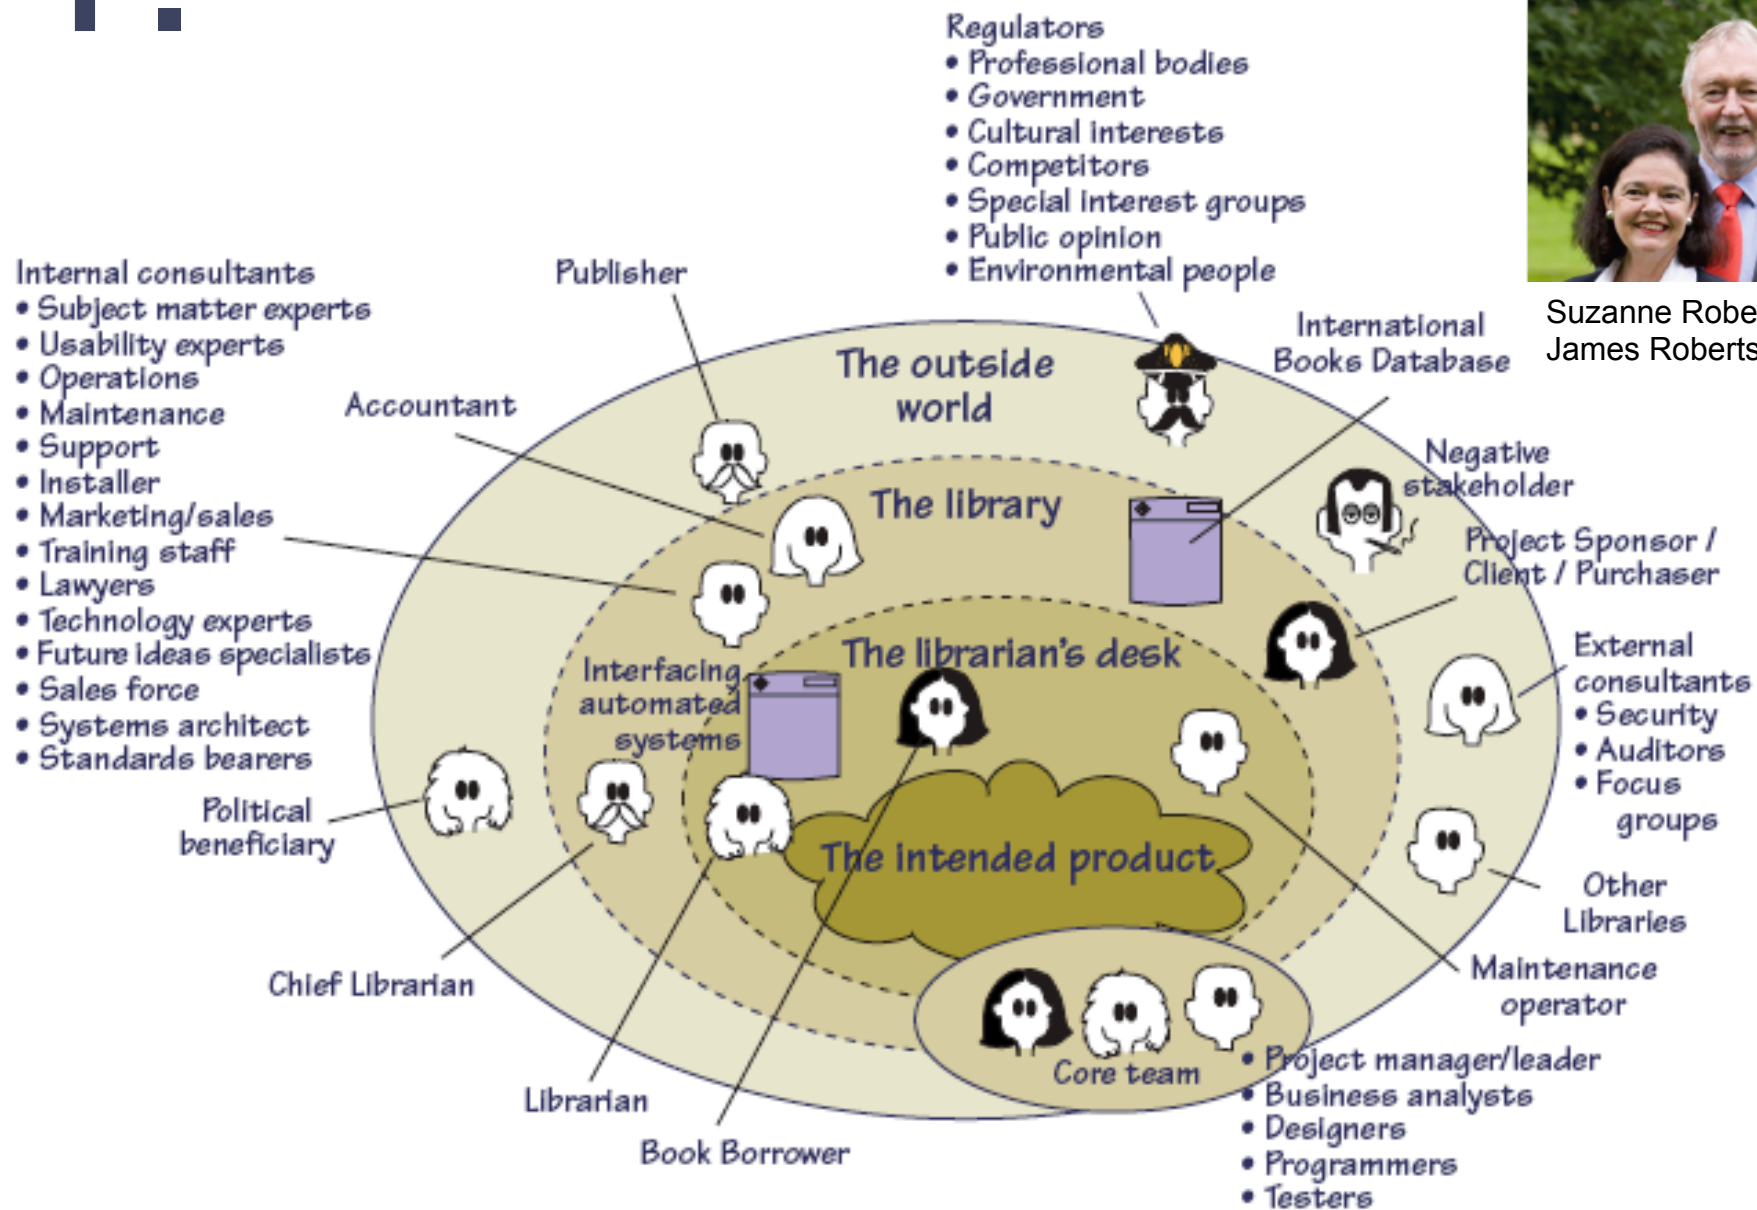 Regulators
• Professional bodies
• Government
• Cultural interests
• Competitors
• Special interest groups
• Public opinion
• Environmental people
Suzanne Robe
James Roberts
Internal consultants
• Subject matter experts
• Usability experts
• Operations
• Maintenance
• Support
• Installer
• Marketing/sales
• Training staff
• Lawyers
• Technology experts
• Future ideas specialists
• Sales force
• Systems architect
• Standards bearers
Publisher
Accountant
International
Books Database
The outside
world
Negative
stakeholder
The library
Project Sponsor /
Client / Purchaser
The librarian's desk
Interfacing
automated
systems
External
consultants
• Security
• Auditors
• Focus
groups
Political
beneficiary
The intended product
Other
Libraries
Chief Librarian
Maintenance
operator
Librarian
Book Borrower
Core team
• Project manager/leader
• Business analysts
• Designers
• Programmers
• Testers